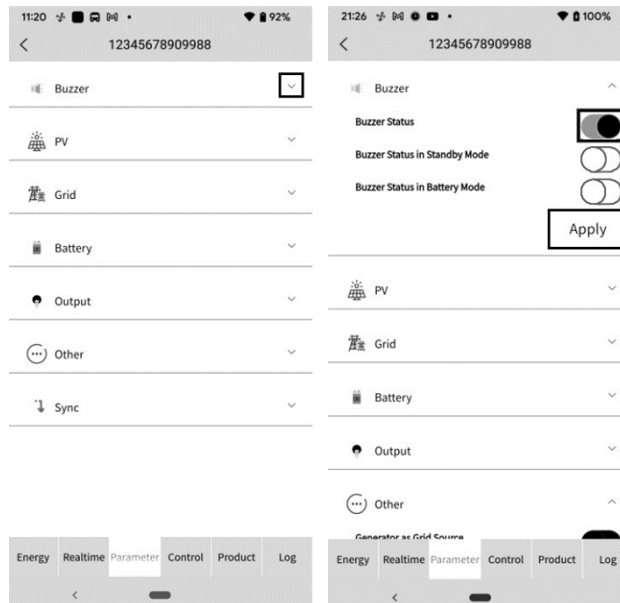 11:20
92%
12345678909988
Buzzer
PV
Grid
Battery
Output
Other
Sync
Energy Realtime Parameter Control Product Log
21:26
100%
12345678909988
Buzzer
Buzzer Status
Buzzer Status in Standby Mode
Buzzer Status in Battery Mode
Apply
PV
Grid
Battery
Output
Other
Generator as Grid Source
Energy Realtime Parameter Control Product Log